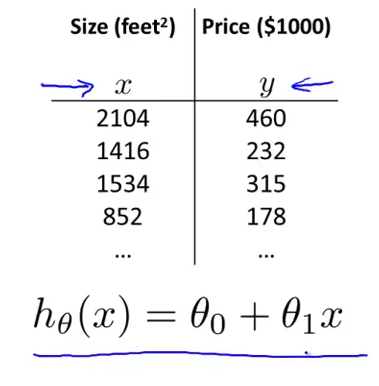 Size (feet²) Price ($1000)
x y
2104 460
1416 232
1534 315
852 178
... ...
hθ(x) = θ₀ + θ₁x